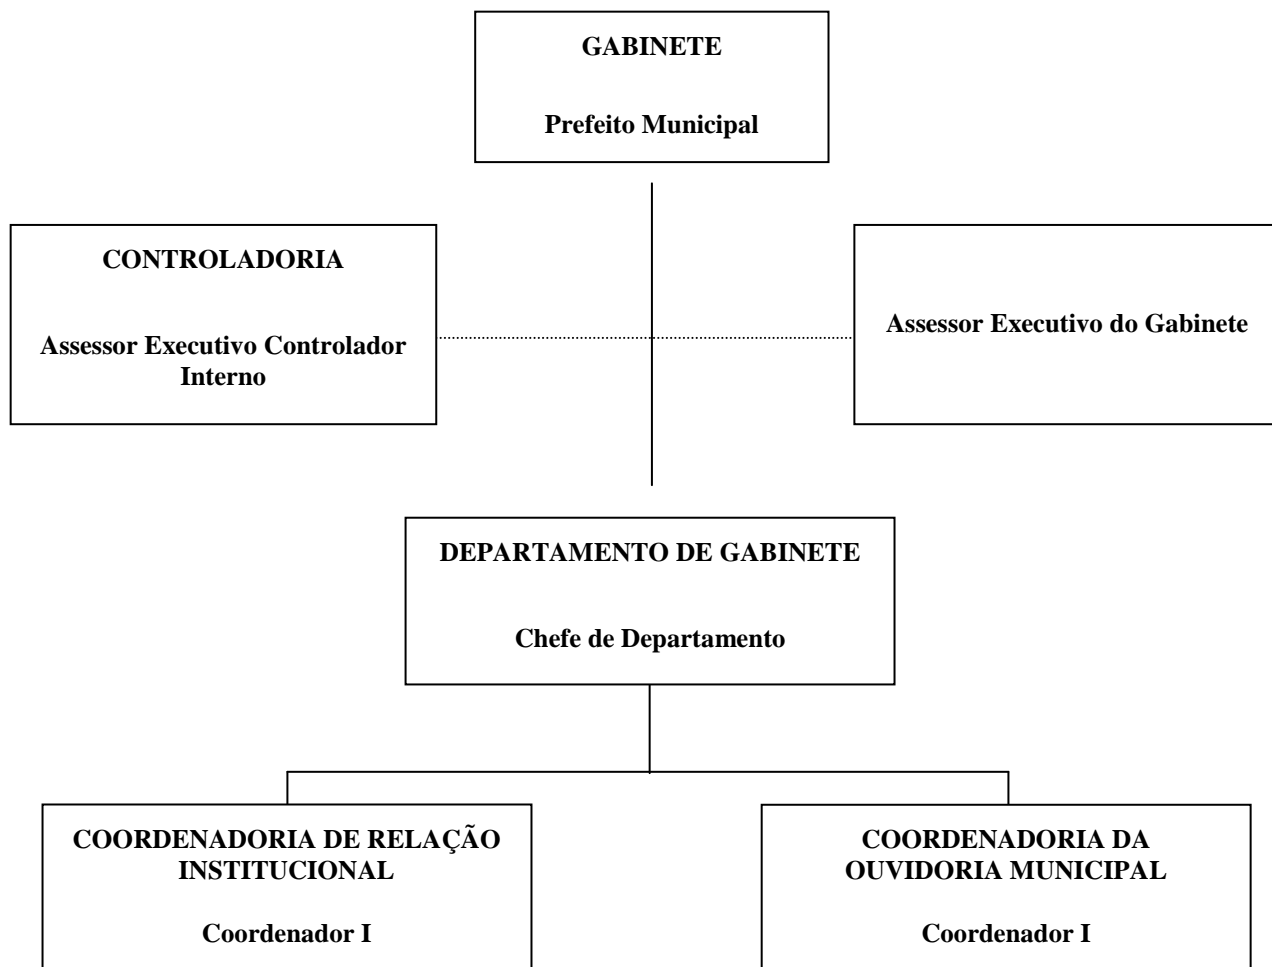 GABINETE
Prefeito Municipal
CONTROLADORIA
Assessor Executivo Controlador
Interno
Assessor Executivo do Gabinete
DEPARTAMENTO DE GABINETE
Chefe de Departamento
COORDENADORIA DE RELAÇÃO
INSTITUCIONAL
Coordenador I
COORDENADORIA DA
OUVIDORIA MUNICIPAL
Coordenador I